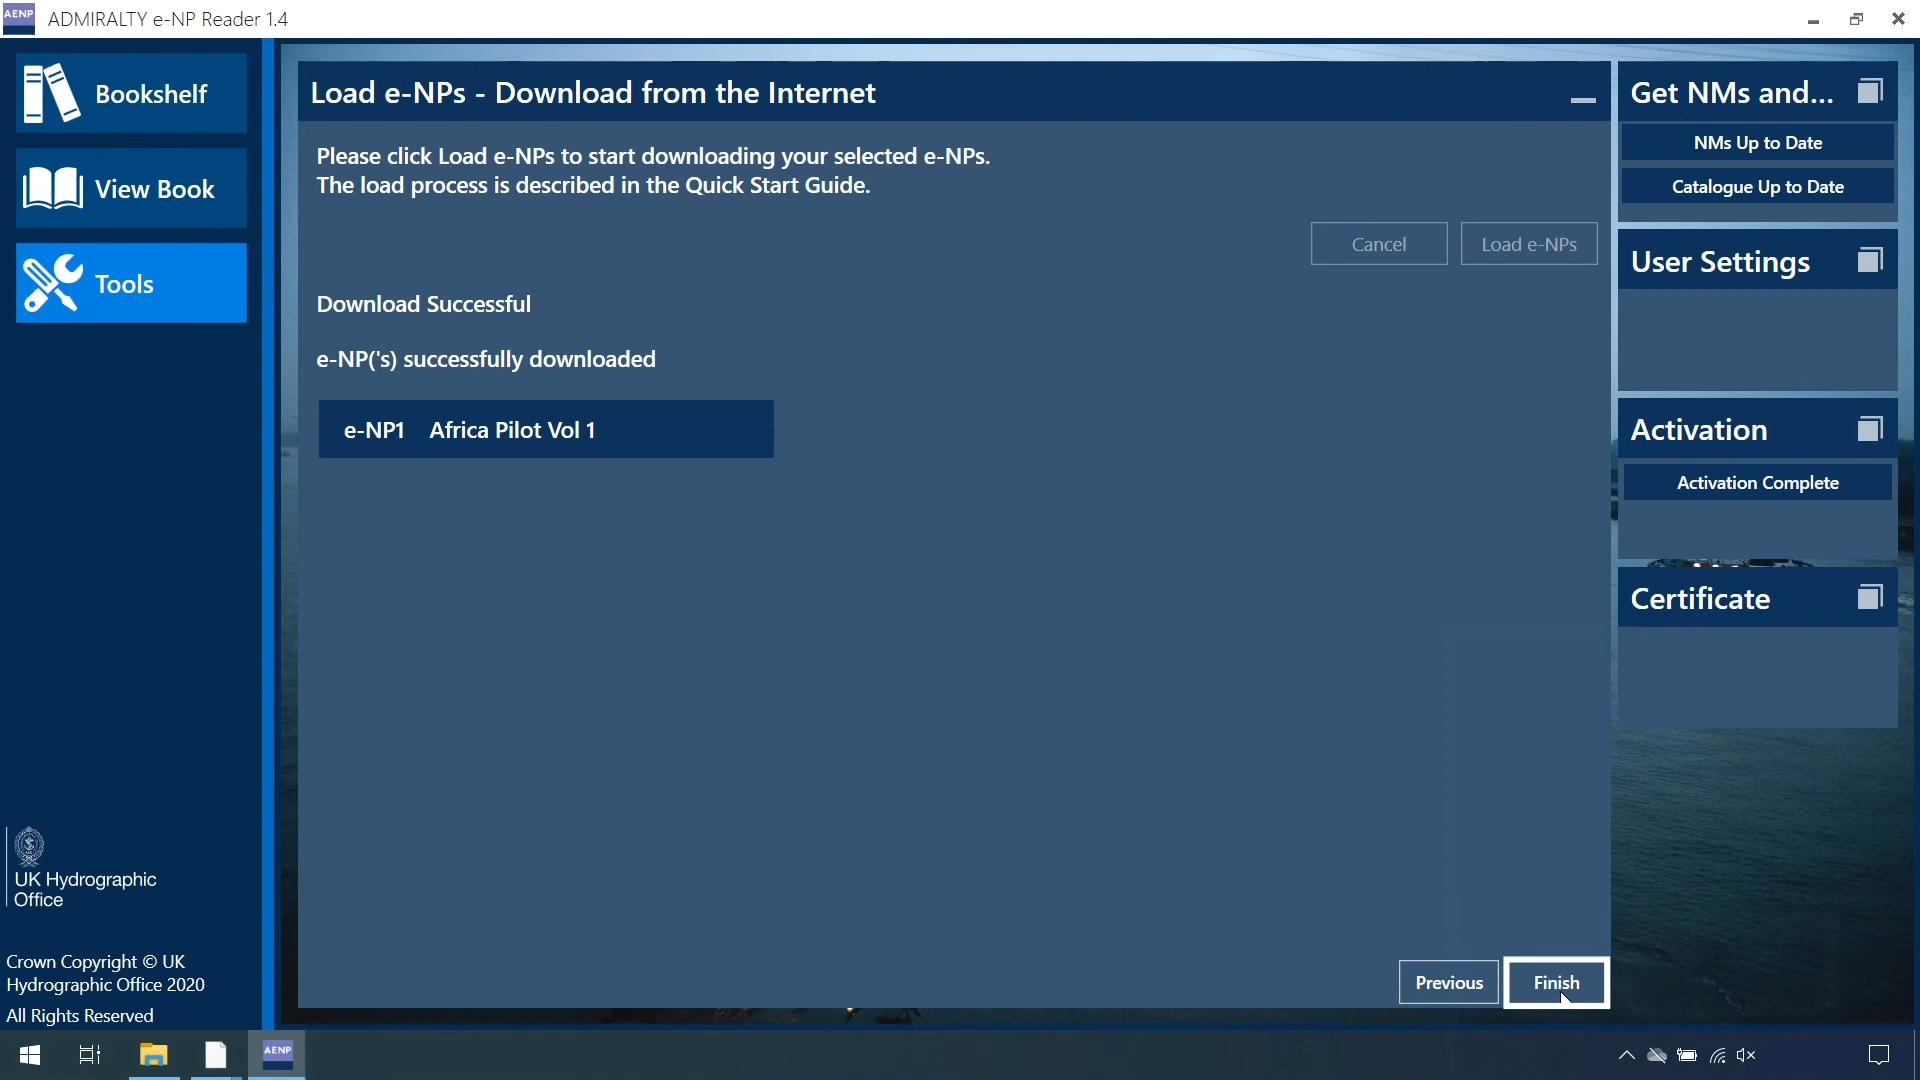 AENP
ADMIRALTY e-NP Reader 1.4
Bookshelf
View Book
Tools
Load e-NPs - Download from the Internet
Please click Load e-NPs to start downloading your selected e-NPs.
The load process is described in the Quick Start Guide.
Cancel
Load e-NPs
Download Successful
e-NP('s) successfully downloaded
e-NP1 Africa Pilot Vol 1
Previous
Finish
Get NMs and...
NMs Up to Date
Catalogue Up to Date
User Settings
Activation
Activation Complete
Certificate
UK Hydrographic
Office
Crown Copyright © UK
Hydrographic Office 2020
All Rights Reserved
AENP